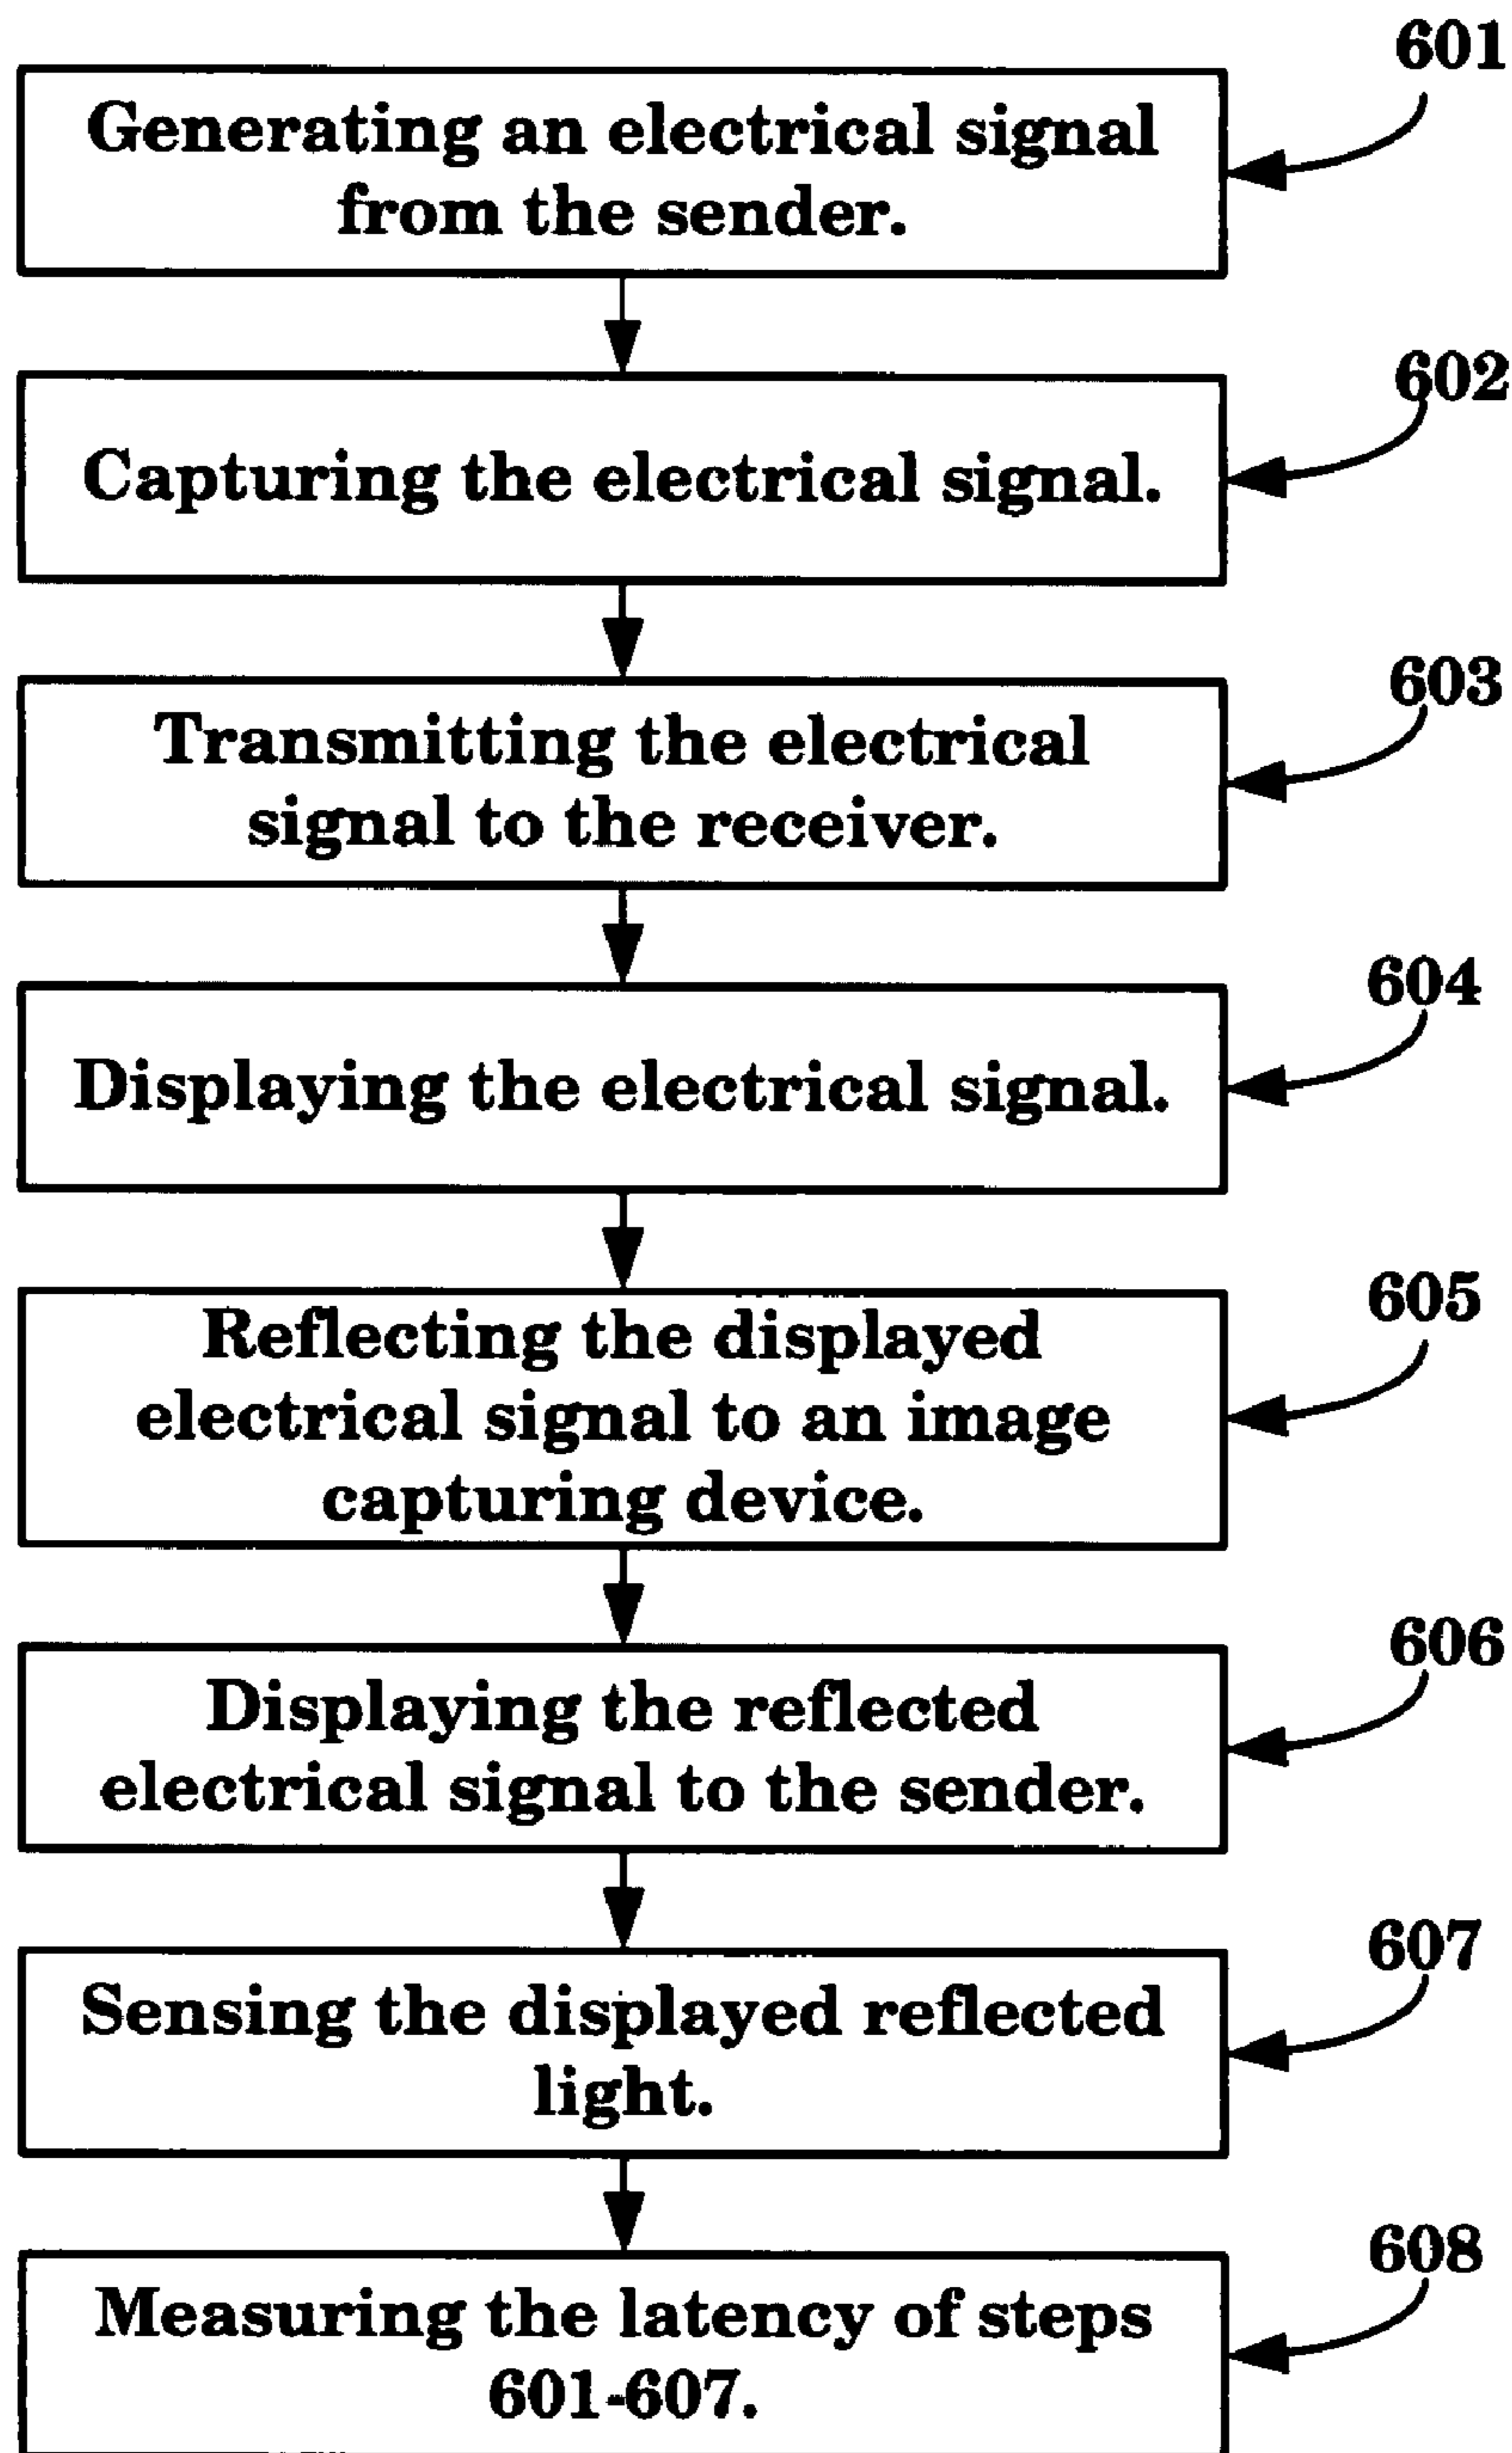 601
Generating an electrical signal
from the sender.
602
Capturing the electrical signal.
603
Transmitting the electrical
signal to the receiver.
604
Displaying the electrical signal.
605
Reflecting the displayed
electrical signal to an image
capturing device.
606
Displaying the reflected
electrical signal to the sender.
607
Sensing the displayed reflected
light.
608
Measuring the latency of steps
601-607.